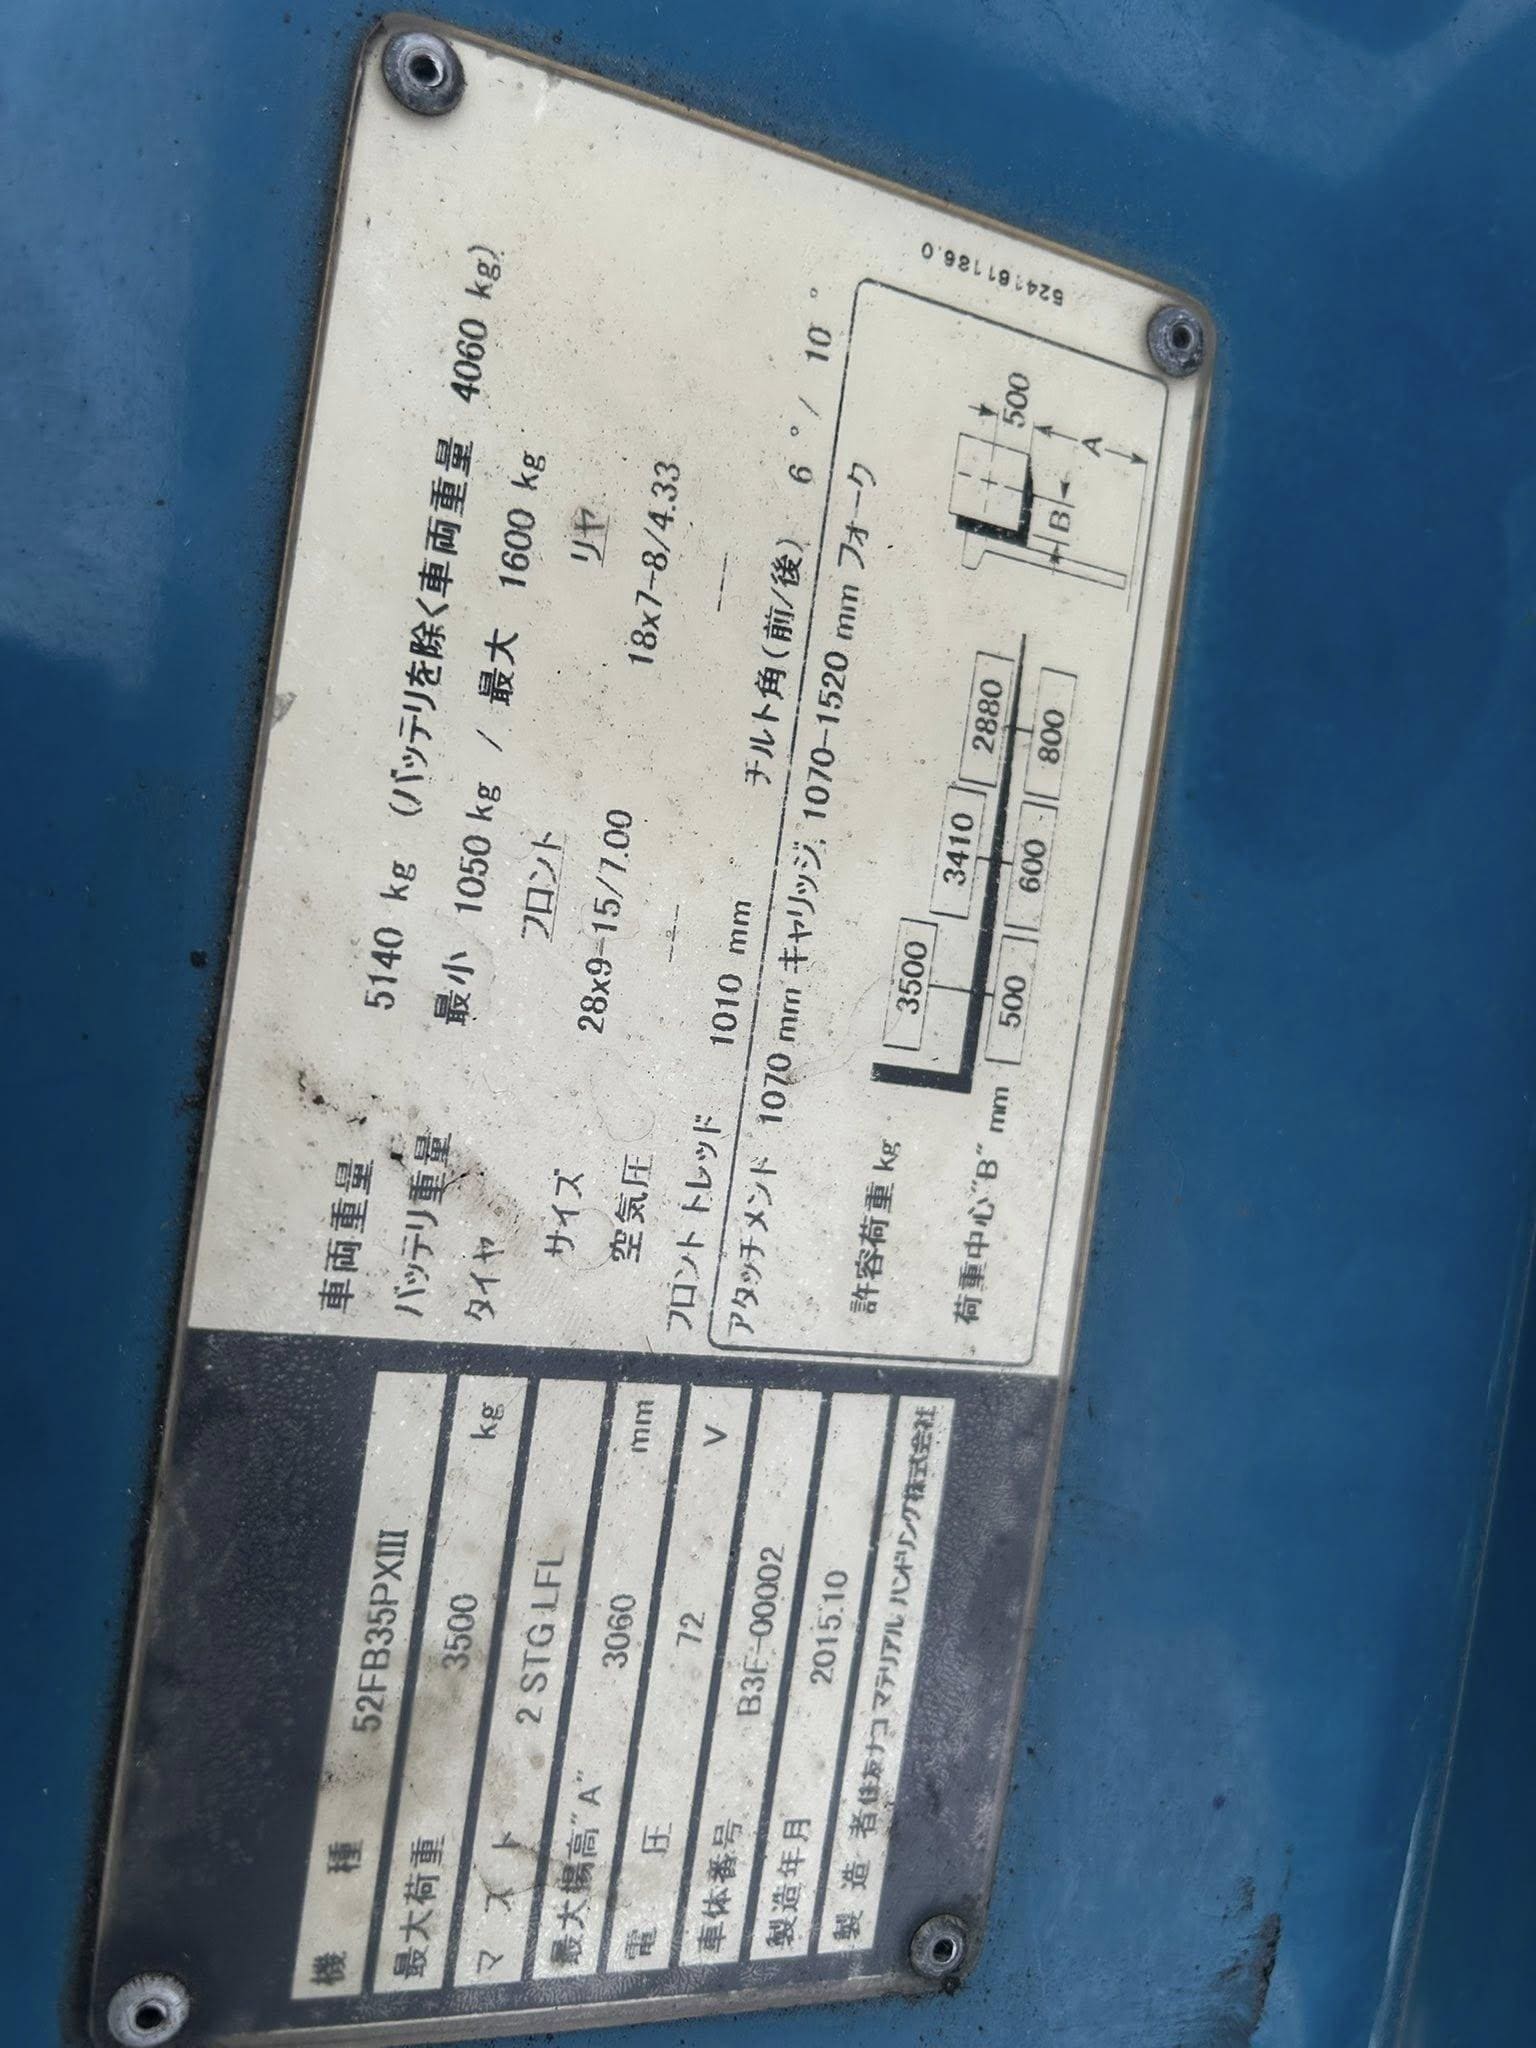 機種 52FB35PXⅢ
最大荷重 3500 kg
マスト 2 STG LFL
最大揚高"A" 3060 mm
電圧 72 V
車体番号 B3F-00002
製造年月 2015.10
製造者 住友ナコ マテリアル ハンドリング株式会社
車両重量 5140 kg (バッテリを除く車両重量 4060 kg)
バッテリ重量 最小 1050 kg / 最大 1600 kg
タイヤ フロント リヤ
サイズ 28x9-15/7.00 18x7-8/4.33
空気圧 --- ---
フロント トレッド 1010 mm チルト角(前/後) 6 ° / 10 °
アタッチメント 1070 mm キャリッジ, 1070-1520 mm フォーク
許容荷重 kg 3500 3410 2880
荷重中心"B" mm 500 600 800
500
B
A
524161186.0